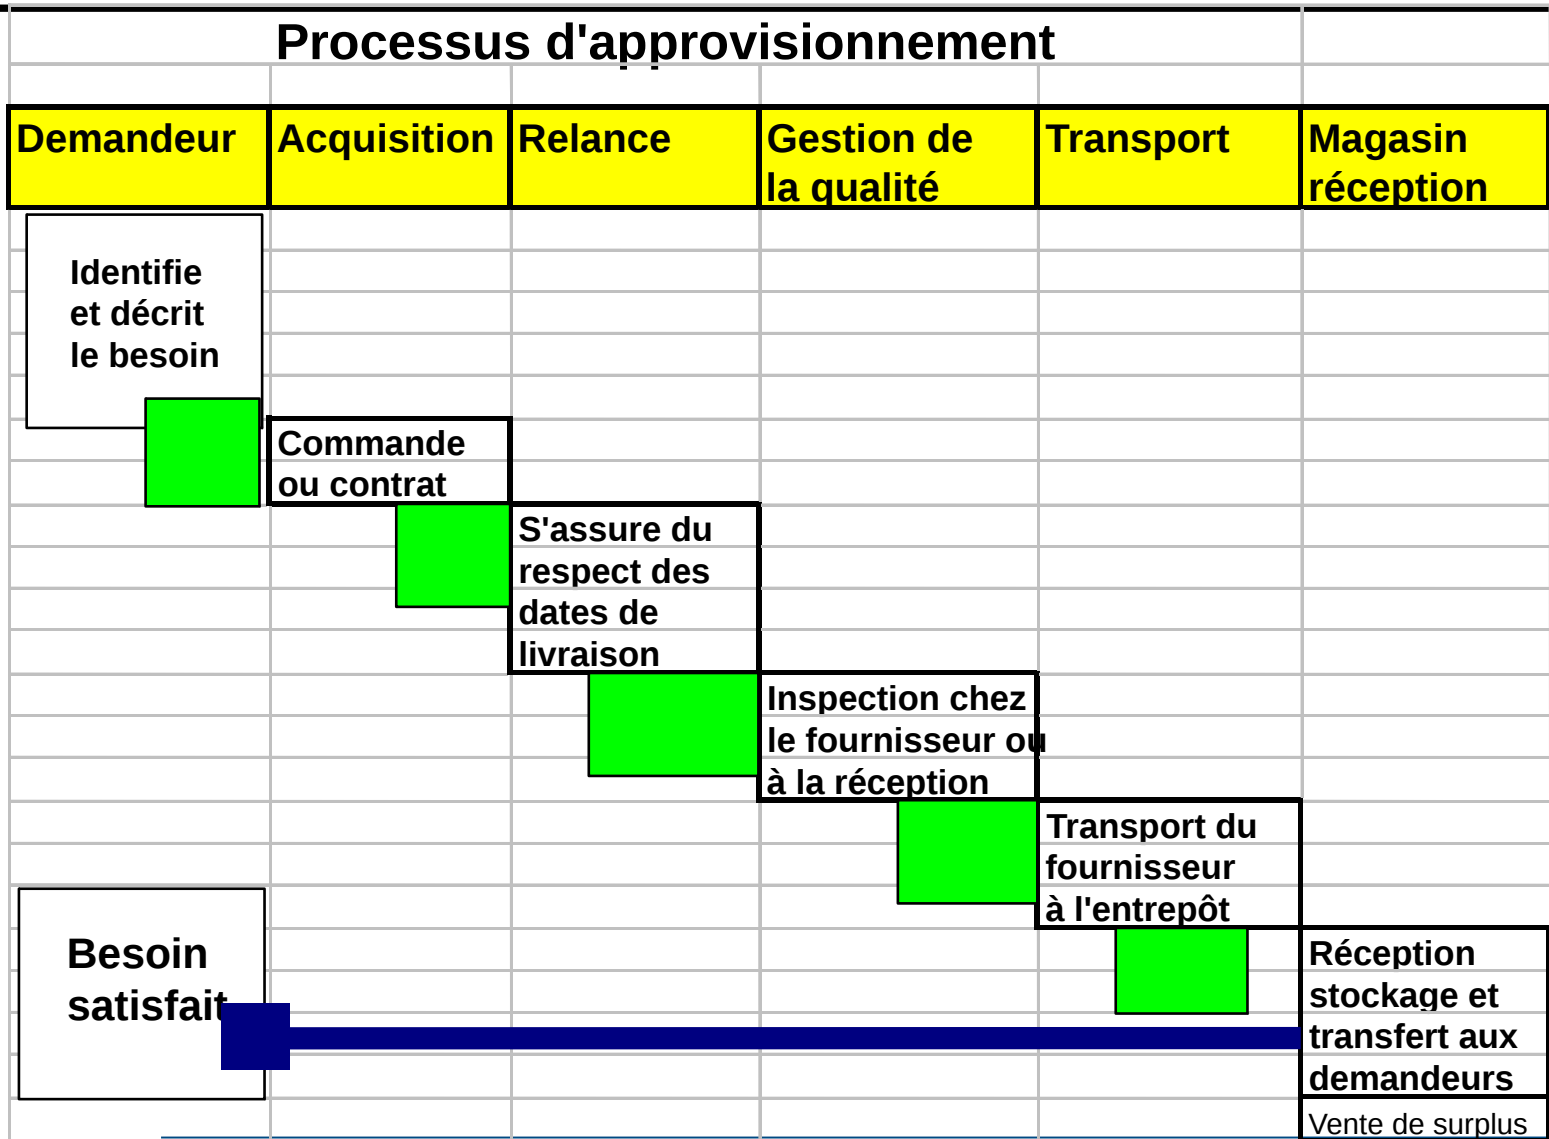 Processus d'approvisionnement
Demandeur
Acquisition
Relance
Gestion de
la qualité
Transport
Magasin
réception
Identifie
et décrit
le besoin
Commande
ou contrat
S'assure du
respect des
dates de
livraison
Inspection chez
le fournisseur ou
à la réception
Transport du
fournisseur
à l'entrepôt
Besoin
satisfait
Réception
stockage et
transfert aux
demandeurs
Vente de surplus